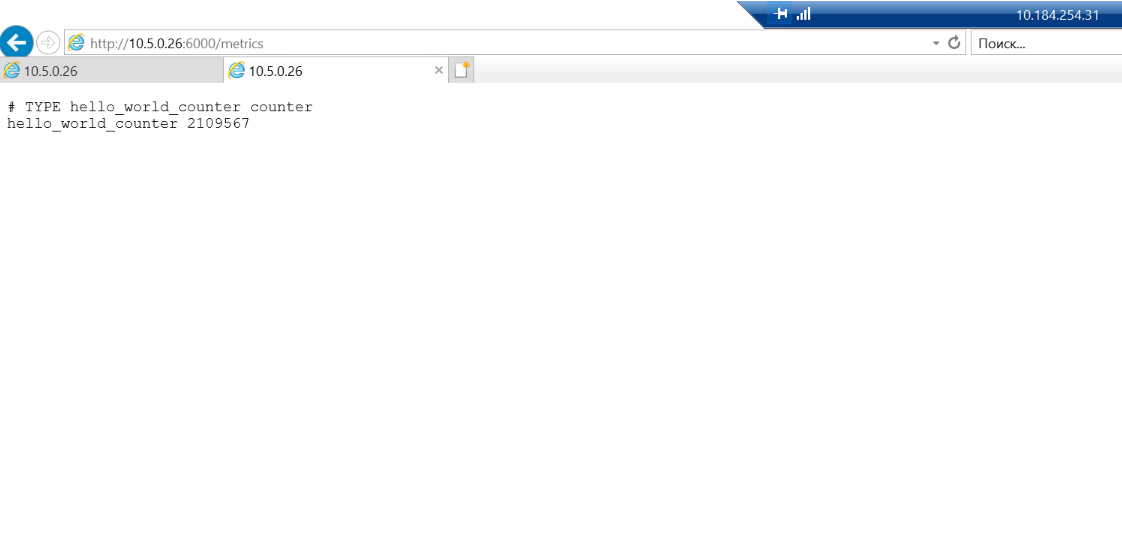 10.184.254.31
http://10.5.0.26:6000/metrics
Поиск...
10.5.0.26
10.5.0.26
# TYPE hello_world_counter counter
hello_world_counter 2109567